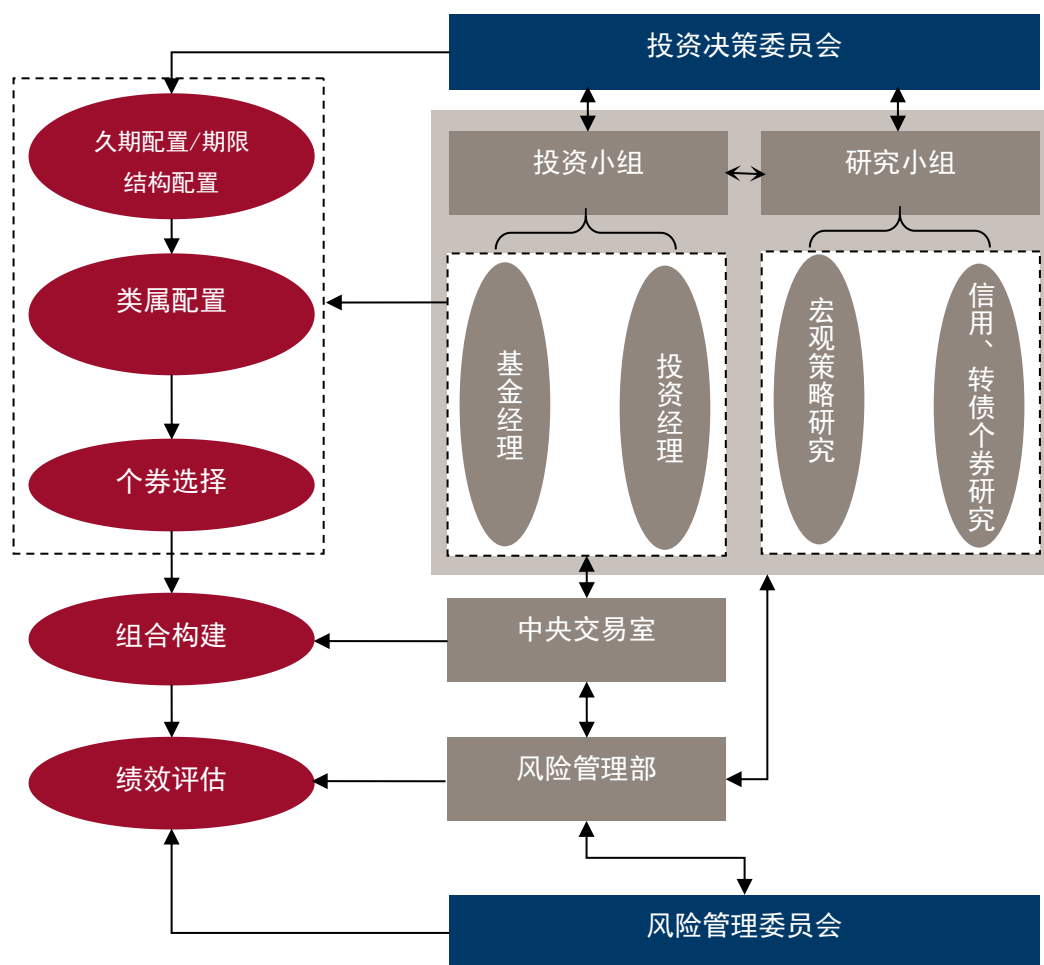 投资决策委员会
久期配置/期限
结构配置
投资小组
研究小组
类属配置
基金经理
投资经理
宏观策略研究
信用、转债个券研究
个券选择
组合构建
中央交易室
绩效评估
风险管理部
风险管理委员会